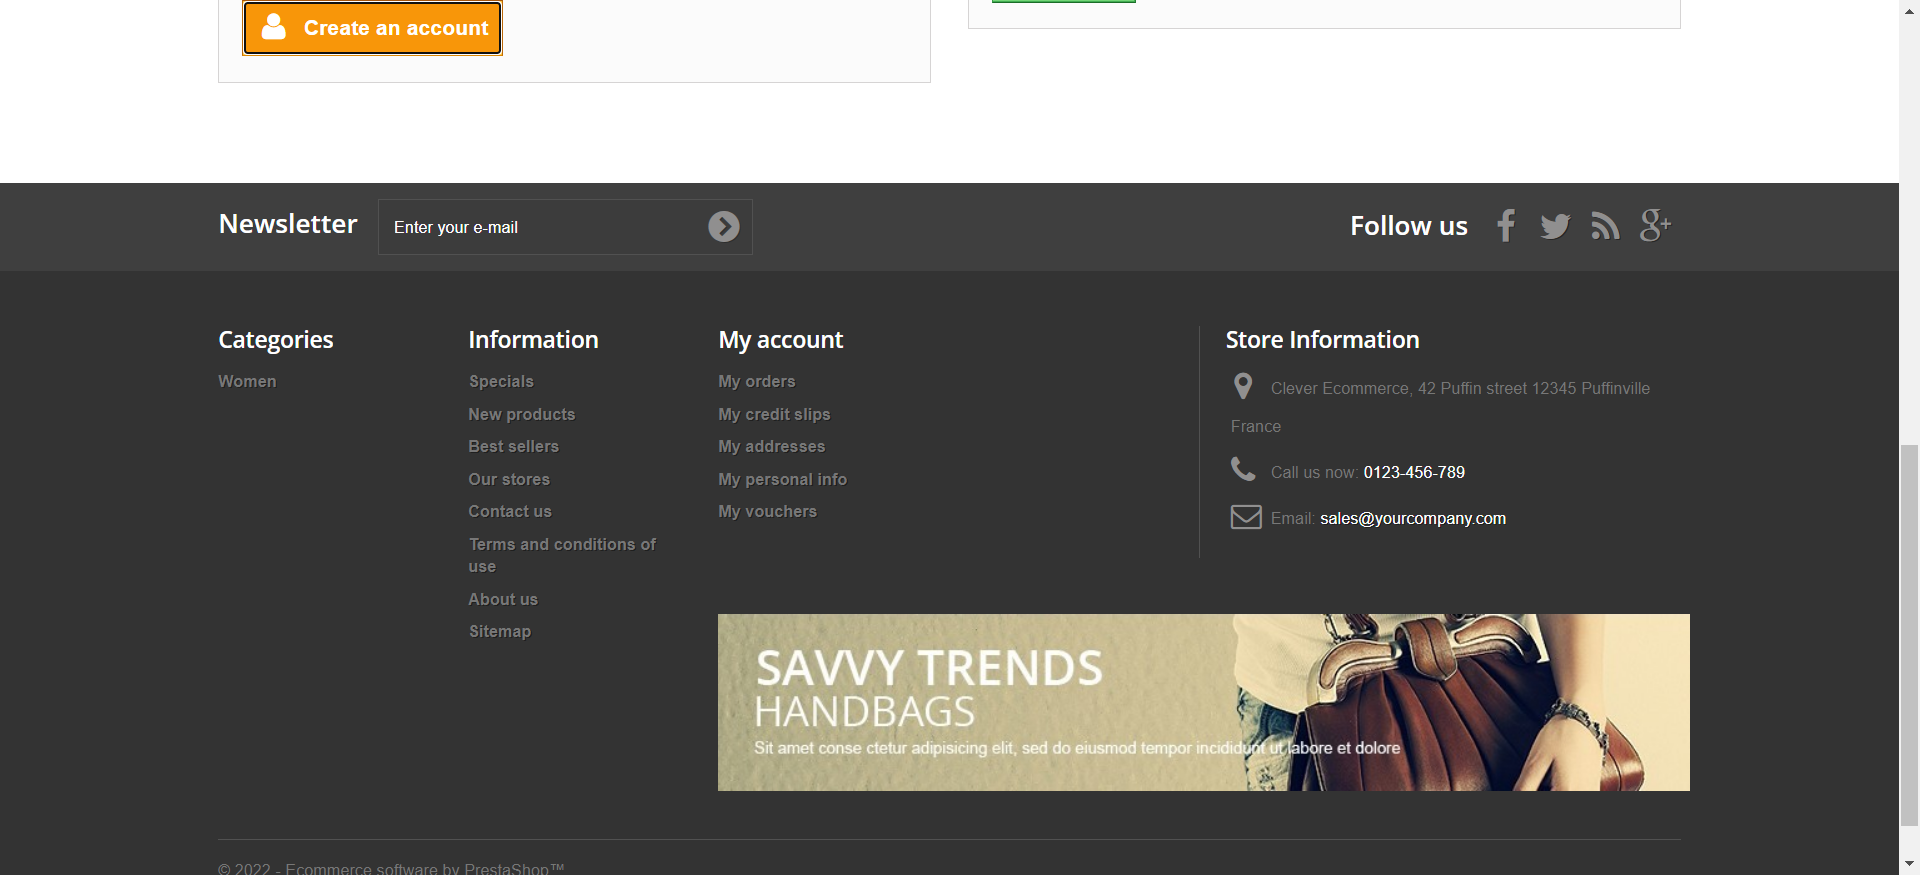 Create an account
Newsletter
Enter your e-mail
Follow us
Categories
Women
Information
Specials
New products
Best sellers
Our stores
Contact us
Terms and conditions of
use
About us
Sitemap
My account
My orders
My credit slips
My addresses
My personal info
My vouchers
Store Information
Clever Ecommerce, 42 Puffin street 12345 Puffinville
France
Call us now: 0123-456-789
Email: sales@yourcompany.com
SAVVY TRENDS
HANDBAGS
Sit amet conse ctetur adipisicing elit, sed do eiusmod tempor incididunt ut labore et dolore
© 2022 - Ecommerce software by PrestaShop™